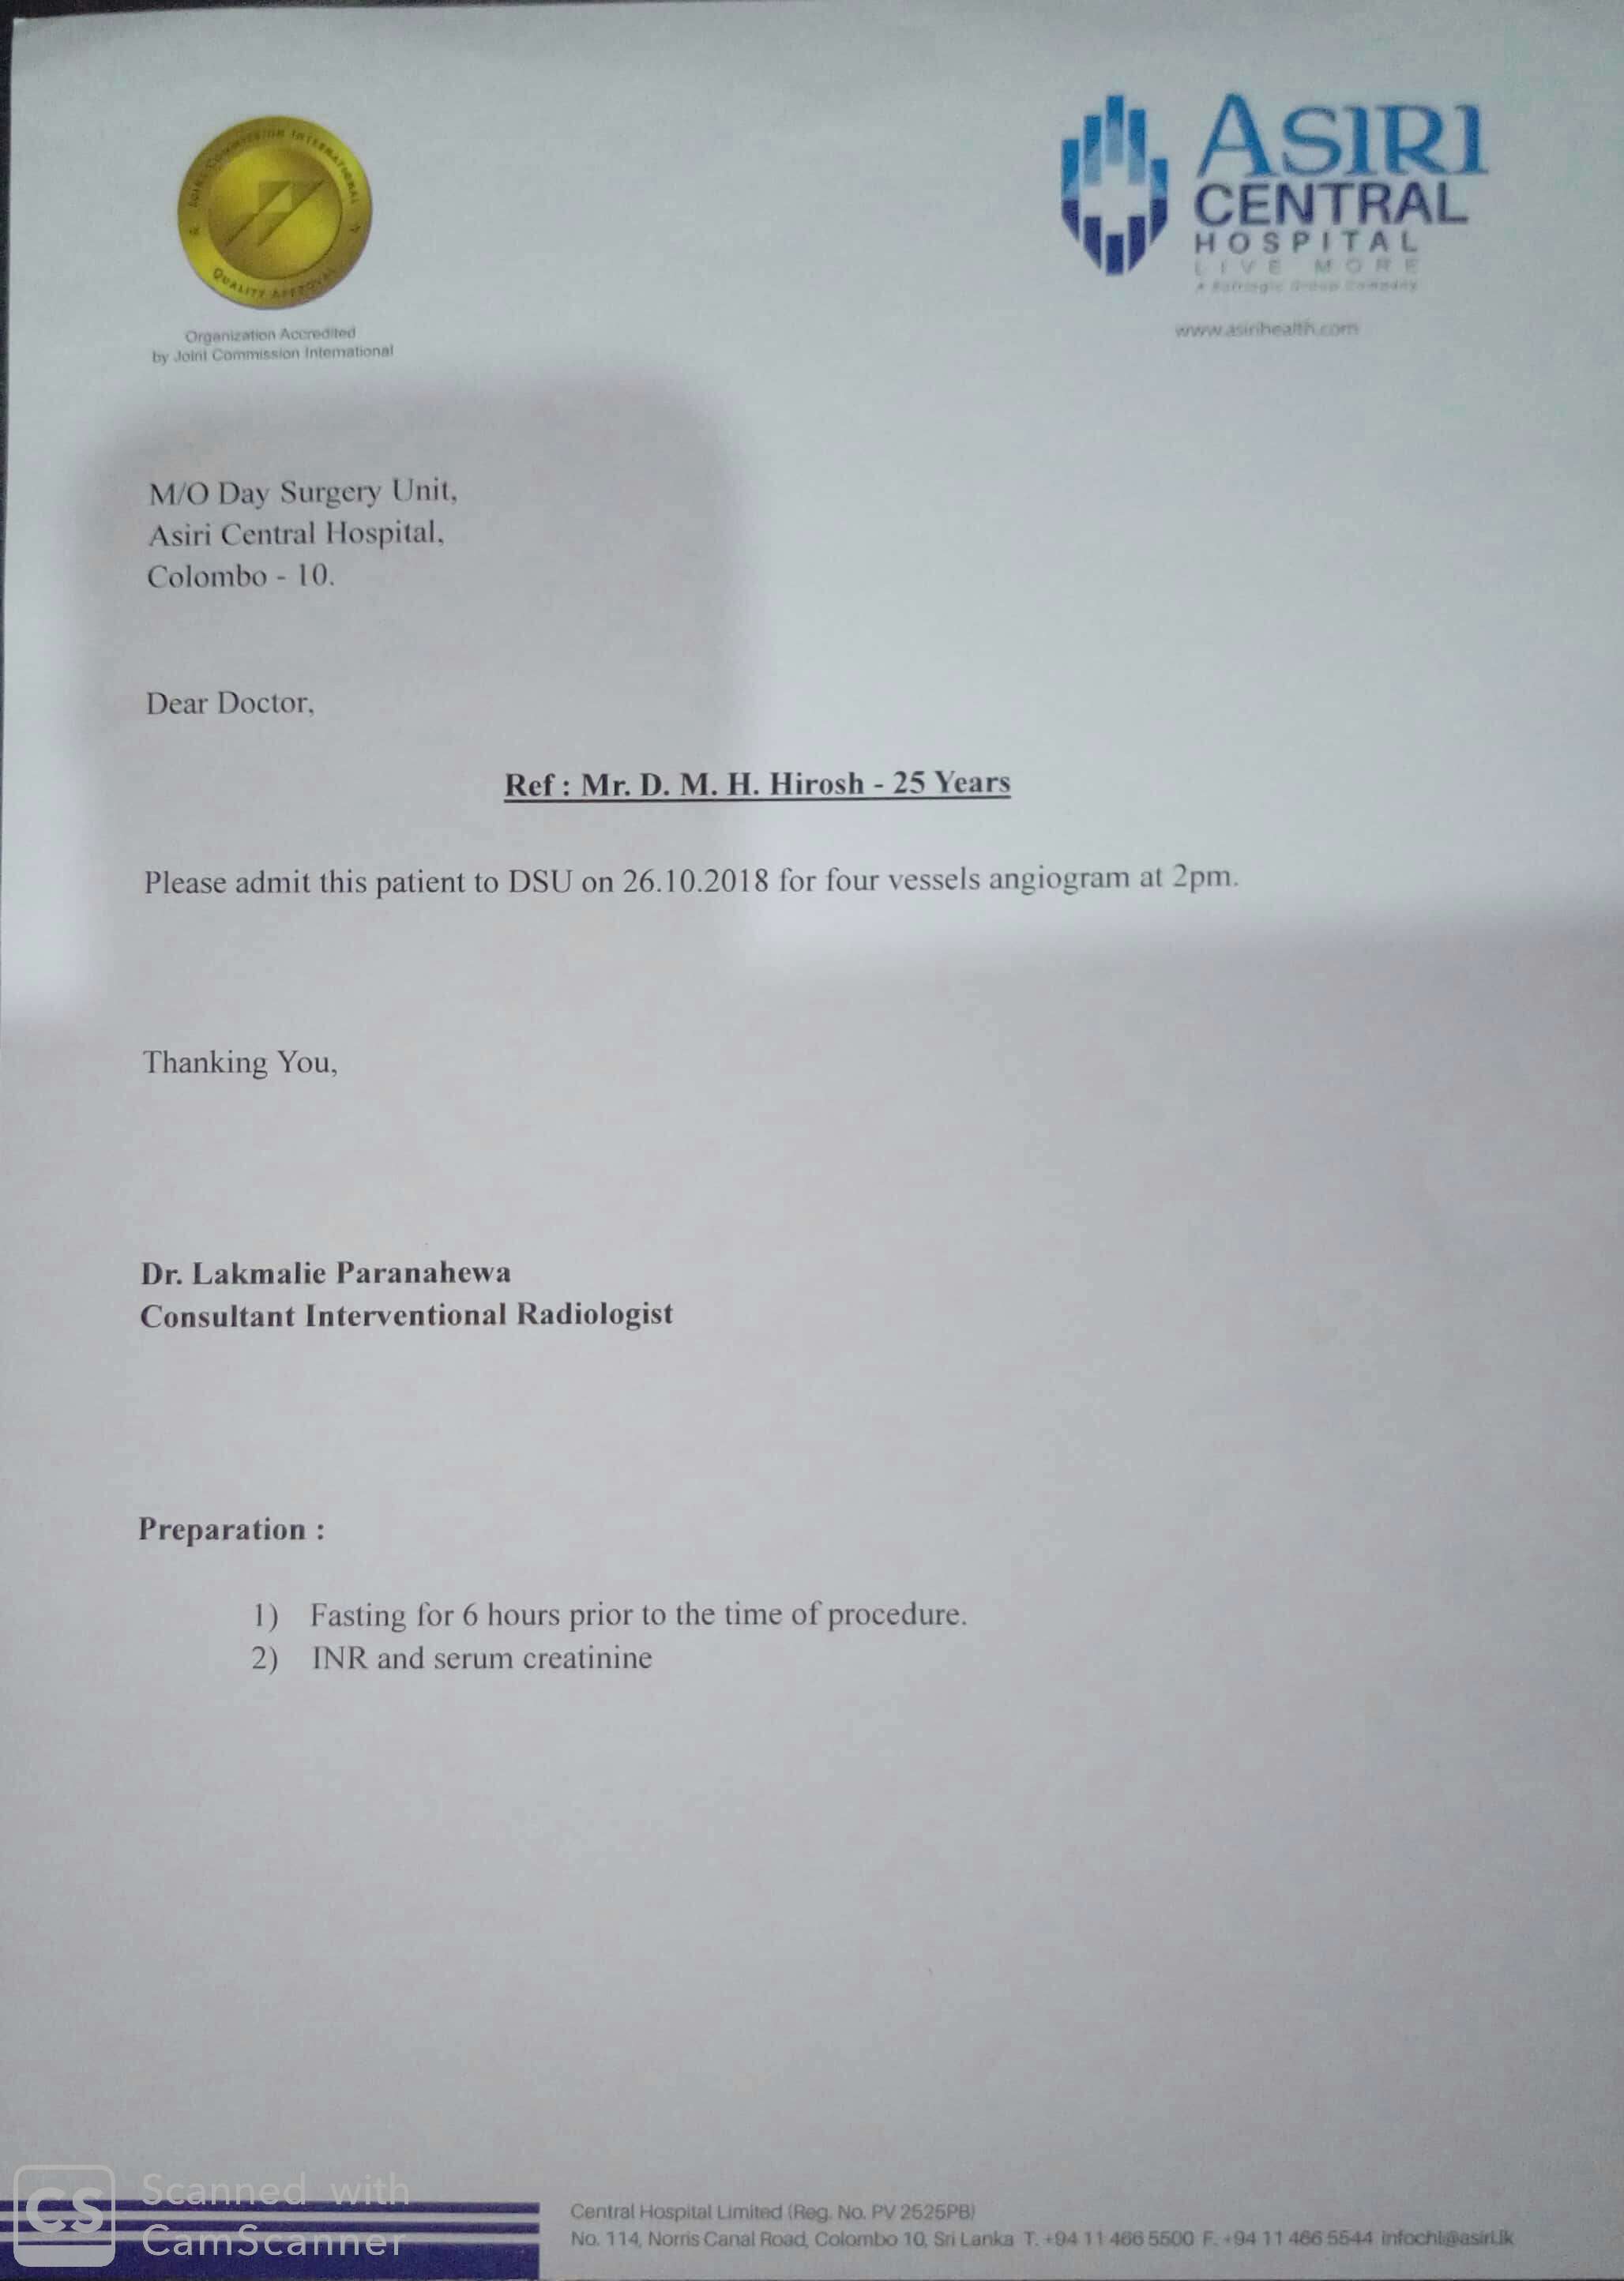 JOINT COMMISSION INTERNATIONAL
QUALITY APPROVAL
Organization Accredited
by Joint Commission International
ASIRI
CENTRAL
HOSPITAL
LIVE MORE
A Softlogic Group Company
www.asirihealth.com
M/O Day Surgery Unit,
Asiri Central Hospital,
Colombo - 10.
Dear Doctor,
Ref : Mr. D. M. H. Hirosh - 25 Years
Please admit this patient to DSU on 26.10.2018 for four vessels angiogram at 2pm.
Thanking You,
Dr. Lakmalie Paranahewa
Consultant Interventional Radiologist
Preparation :
1) Fasting for 6 hours prior to the time of procedure.
2) INR and serum creatinine
CS Scanned with
CamScanner
Central Hospital Limited (Reg. No. PV 2525PB)
No. 114, Norris Canal Road, Colombo 10, Sri Lanka T. +94 11 466 5500 F. +94 11 466 5544 infochl@asiri.lk